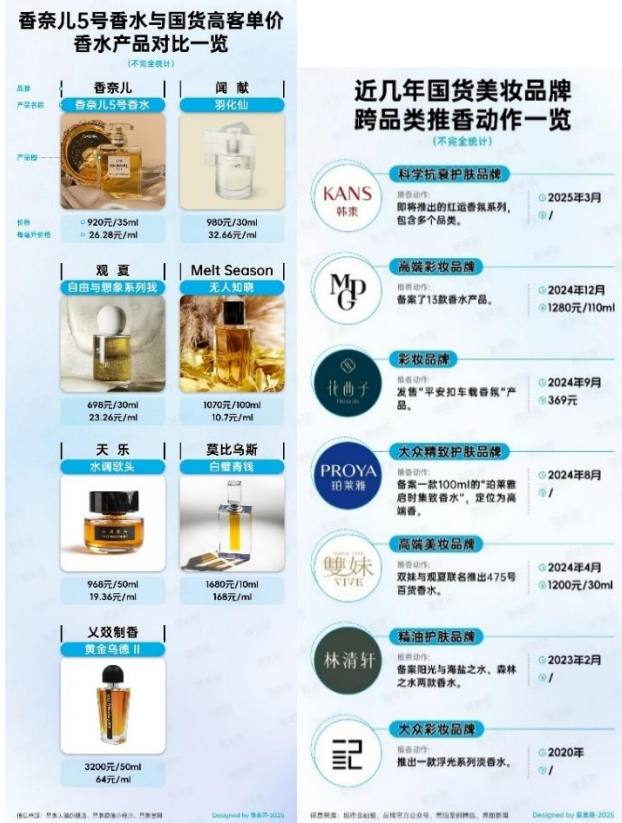 香奈儿5号香水与国货高客单价
香水产品对比一览
(不完全统计)
品牌
香奈儿
闻献
产品名称
香奈儿5号香水
羽化仙
产品图
价格
920元/35ml
980元/30ml
每毫升价格
26.28元/ml
32.66元/ml
观夏
Melt Season
自由与想象系列我
无人知晓
698元/30ml
1070元/100ml
23.26元/ml
10.7元/ml
天乐
莫比乌斯
水调歌头
白壁青钱
968元/50ml
1680元/10ml
19.36元/ml
168元/ml
乂㸚制香
黄金乌德 II
3200元/50ml
64元/ml
Designed by 聚美丽-2025
近几年国货美妆品牌
跨品类推香动作一览
(不完全统计)
科学抗衰护肤品牌
KANS
韩束
推香动作:
即将推出的红运香氛系列,
包含多个品类。
2025年3月
/
高端彩妆品牌
MGP
推香动作:
备案了13款香水产品。
2024年12月
1280元/110ml
彩妆品牌
花西子
推香动作:
发售“平安扣车载香氛”产
品。
2024年9月
369元
大众精致护肤品牌
PROYA
珀莱雅
推香动作:
备案一款100ml的“珀莱雅
启时集致香水”，定位为高
端香。
2024年8月
/
高端美妆品牌
雙妹
VIVE
推香动作:
双妹与观夏联名推出475号
百货香水。
2024年4月
1200元/30ml
精油护肤品牌
林清轩
推香动作:
备案阳光与海盐之水、森林
之水两款香水。
2023年2月
/
大众彩妆品牌
推香动作:
推出一款浮光系列淡香水。
2020年
/
Designed by 聚美丽-2025